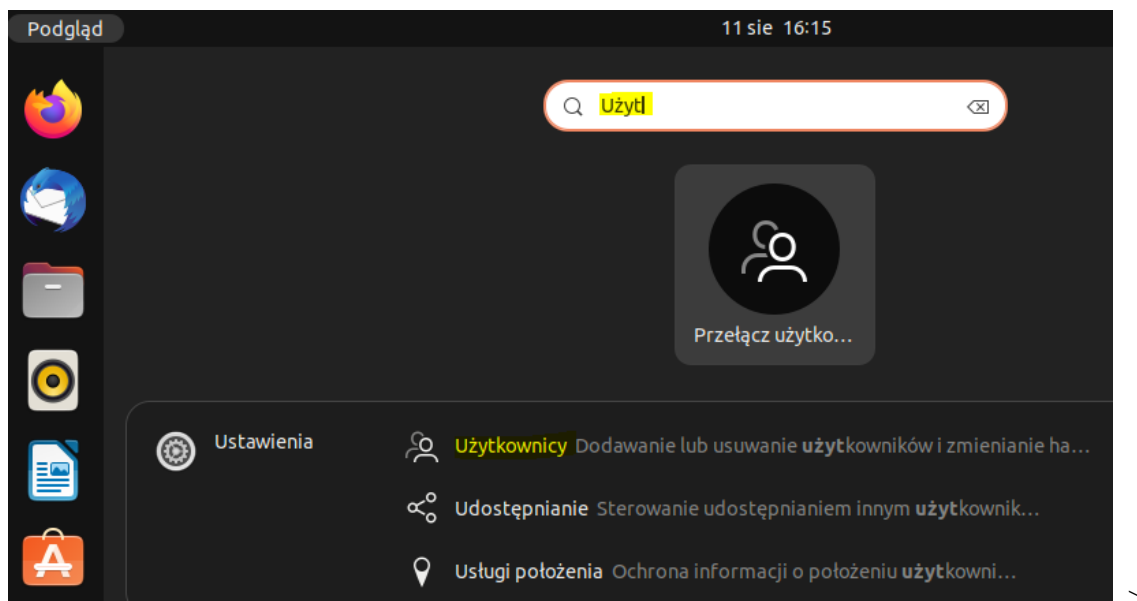 Podgląd
11 sie 16:15
Użyt
Przełącz użytko…
Ustawienia
Użytkownicy Dodawanie lub usuwanie użytkowników i zmienianie ha…
Udostępnianie Sterowanie udostępnianiem innym użytkownik…
Usługi położenia Ochrona informacji o położeniu użytkowni…